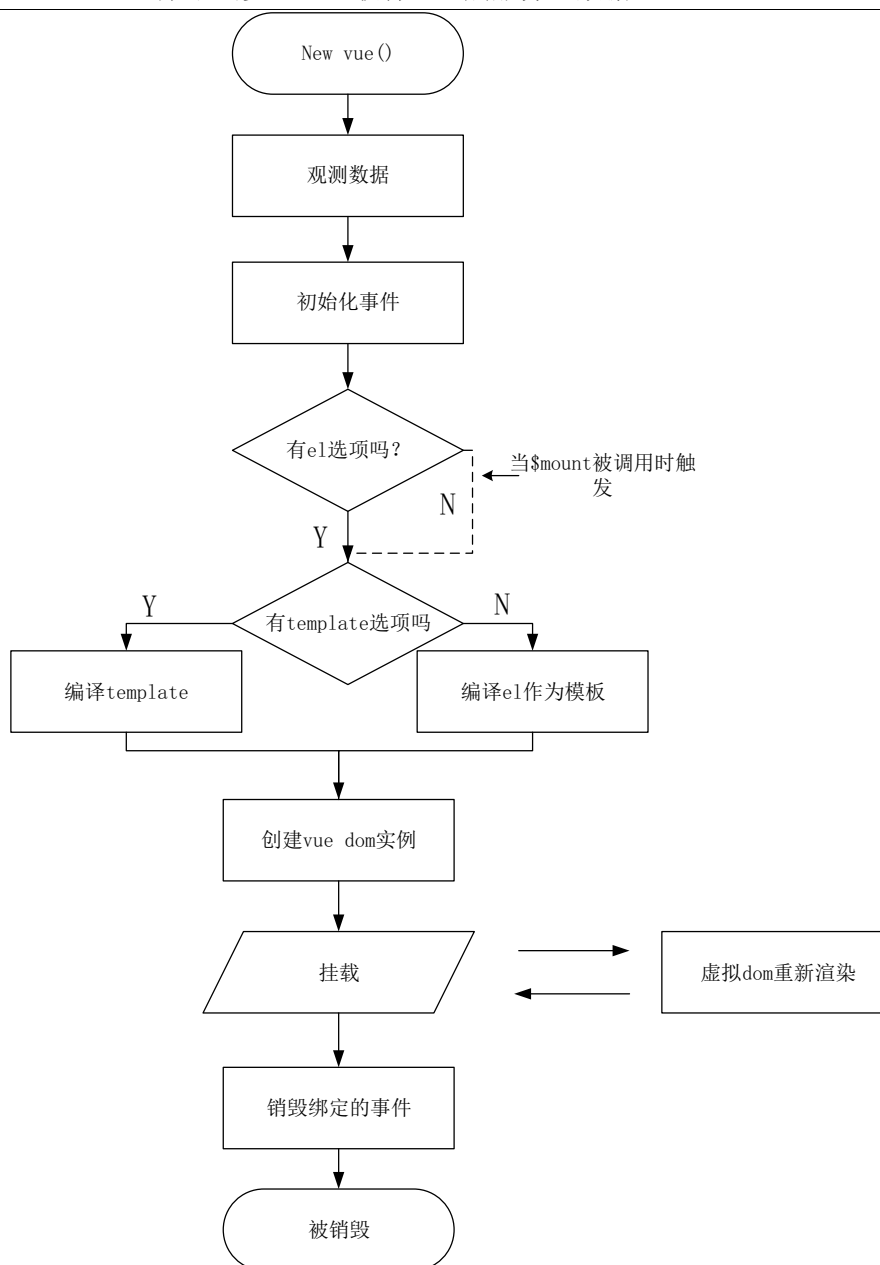 New vue()
观测数据
初始化事件
有el选项吗?
当$mount被调用时触
发
N
Y
有template选项吗
Y
N
编译template
编译el作为模板
创建vue dom实例
挂载
虚拟dom重新渲染
销毁绑定的事件
被销毁